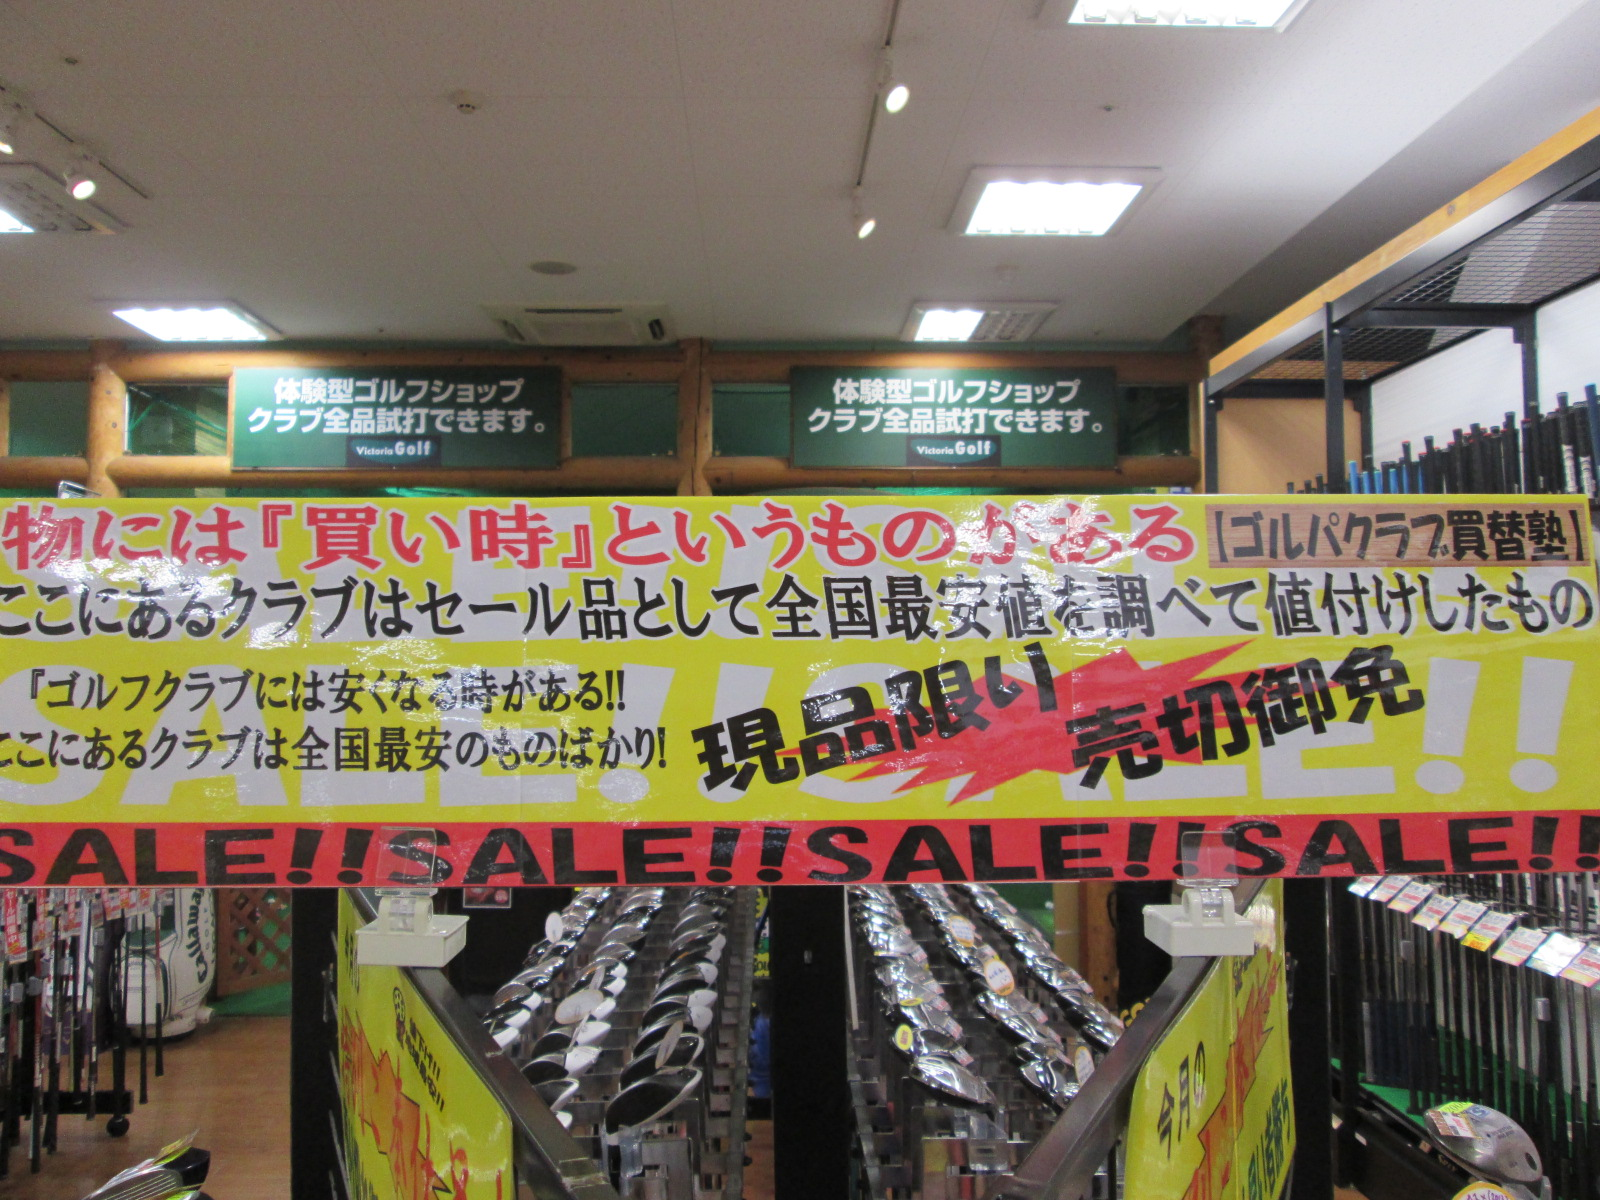 体験型ゴルフショップ
クラブ全品試打できます。
Victoria Golf
体験型ゴルフショップ
クラブ全品試打できます。
Victoria Golf
物には『買い時』というものがある【ゴルパクラブ買替塾】
ここにあるクラブはセール品として全国最安値を調べて値付けしたもの
『ゴルフクラブには安くなる時がある!!
ここにあるクラブは全国最安のものばかり!
現品限り 売切御免
SALE!! SALE!!
SALE!!SALE!!SALE!!SALE!!
今月の